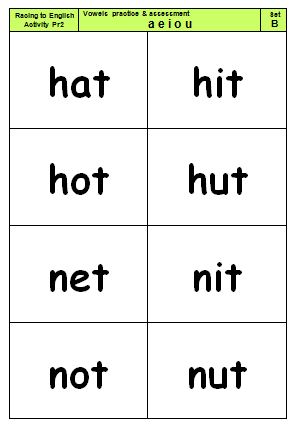 Racing to English Vowels practice & assessment Set
Activity Pr2 a e i o u B
hat hit
hot hut
net nit
not nut